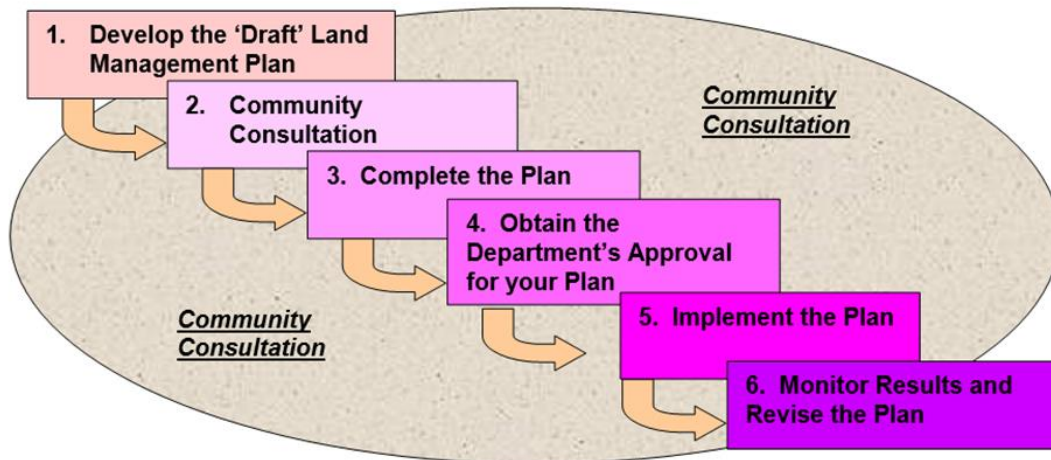 1. Develop the ‘Draft’ Land
Management Plan
2. Community
Consultation
Community
Consultation
3. Complete the Plan
4. Obtain the
Department’s Approval
for your Plan
Community
Consultation
5. Implement the Plan
6. Monitor Results and
Revise the Plan